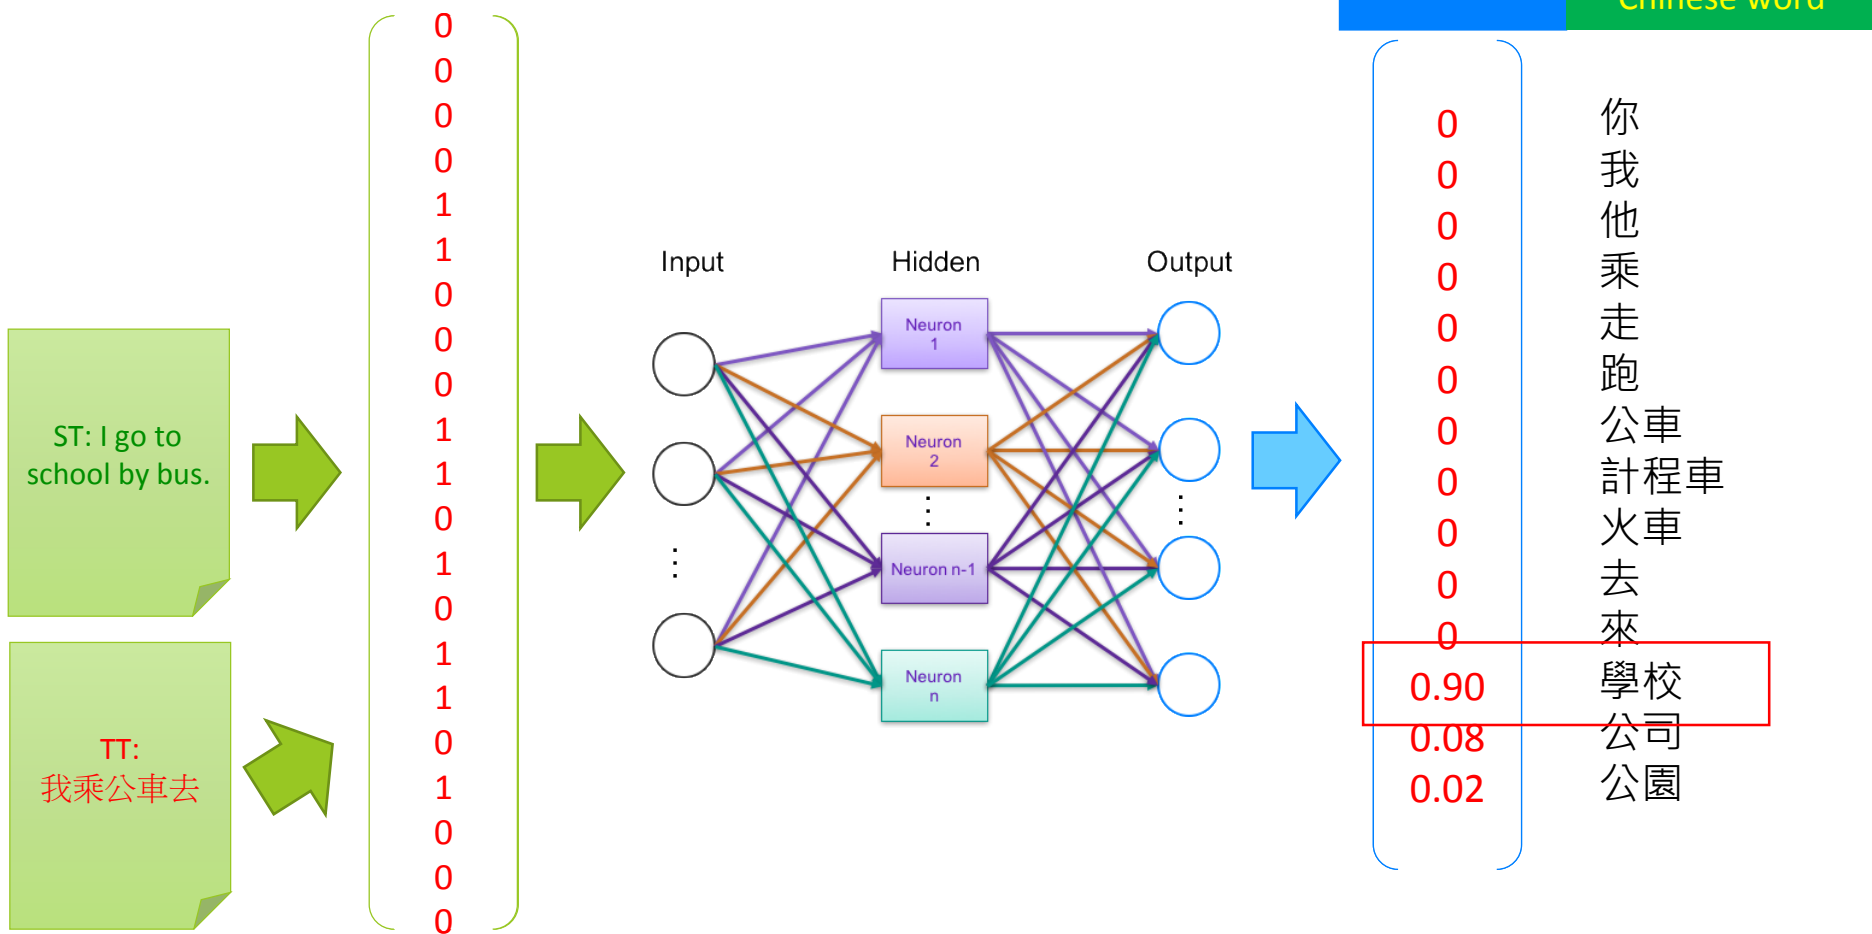 Chinese word
ST: I go to
school by bus.
TT:
我乘公車去
0
0
0
0
1
1
0
0
0
1
1
0
1
0
1
1
0
1
0
0
0
Input
Hidden
Output
Neuron
1
Neuron
2
⋮
Neuron n-1
Neuron
n
⋮
⋮
0 你
0 我
0 他
0 乘
0 走
0 跑
0 公車
0 計程車
0 火車
0 去
0 來
0.90 學校
0.08 公司
0.02 公園